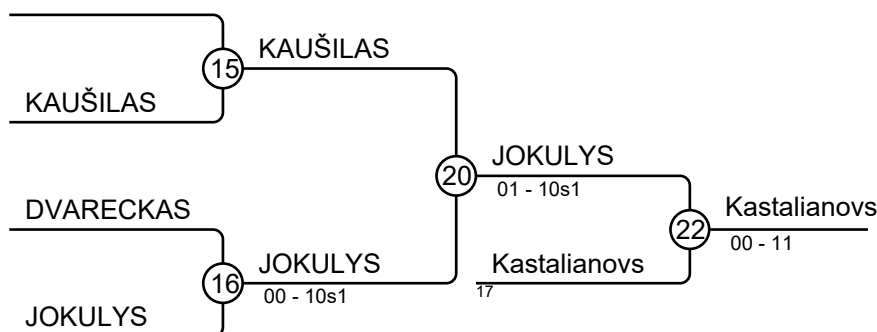 KAUŠILAS
15
KAUŠILAS
JOKULYS
20
01 - 10s1
DVARECKAS
Kastalianovs
22
00 - 11
JOKULYS
16
00 - 10s1
Kastalianovs
17
JOKULYS